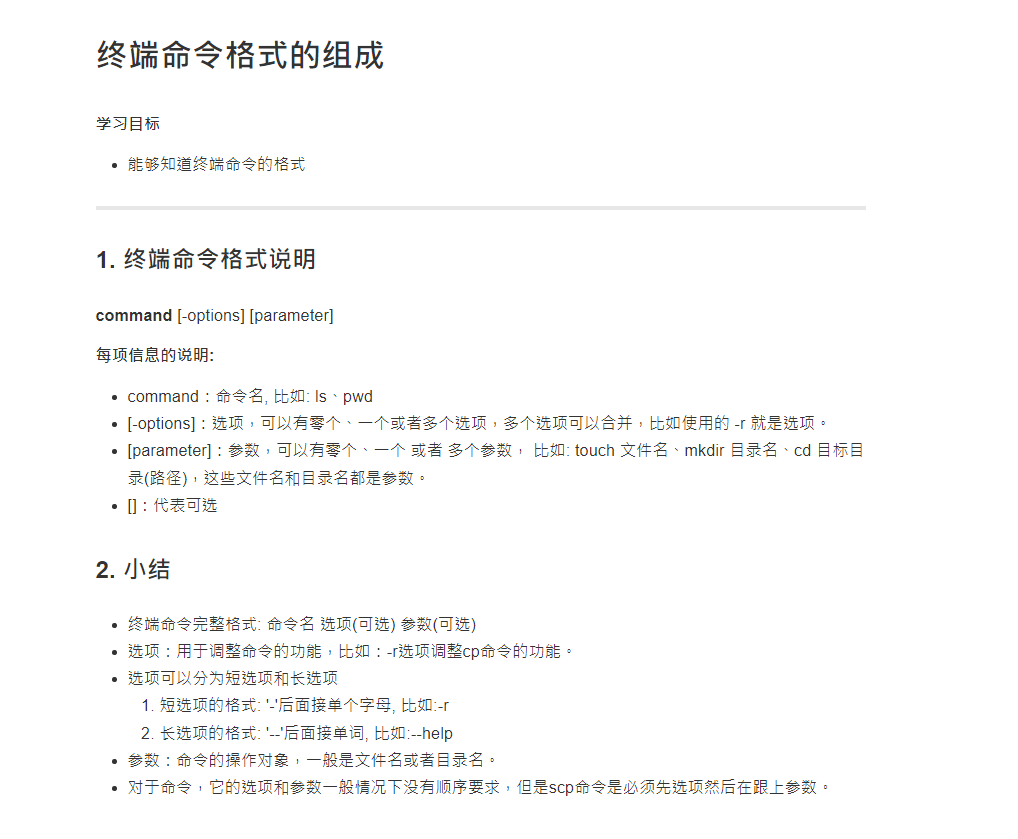 终端命令格式的组成
学习目标
• 能够知道终端命令的格式
1. 终端命令格式说明
command [-options] [parameter]
每项信息的说明:
• command：命令名, 比如: ls、pwd
• [-options]：选项，可以有零个、一个或者多个选项，多个选项可以合并，比如使用的 -r 就是选项。
• [parameter]：参数，可以有零个、一个 或者 多个参数， 比如: touch 文件名、mkdir 目录名、cd 目标目
录(路径)，这些文件名和目录名都是参数。
• []：代表可选
2. 小结
• 终端命令完整格式: 命令名 选项(可选) 参数(可选)
• 选项：用于调整命令的功能，比如：-r选项调整cp命令的功能。
• 选项可以分为短选项和长选项
1. 短选项的格式: '-'后面接单个字母, 比如:-r
2. 长选项的格式: '--'后面接单词, 比如:--help
• 参数：命令的操作对象，一般是文件名或者目录名。
• 对于命令，它的选项和参数一般情况下没有顺序要求，但是scp命令是必须先选项然后在跟上参数。